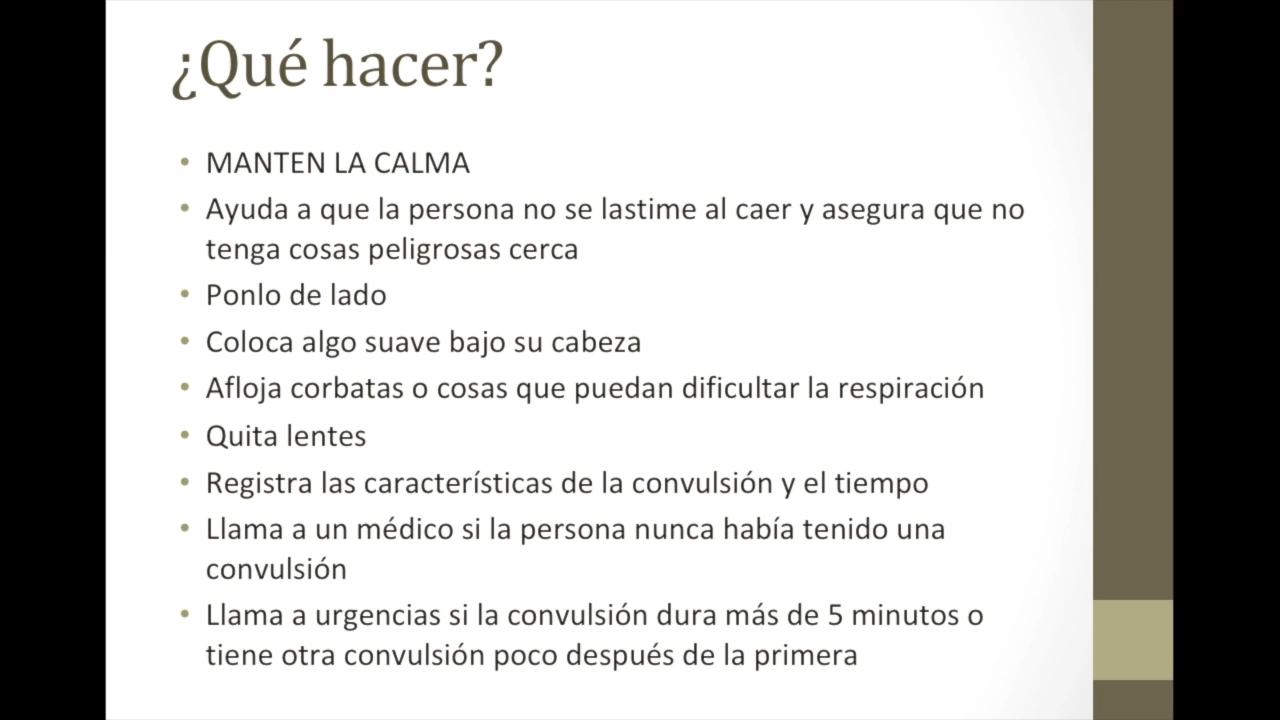 ¿Qué hacer?
• MANTEN LA CALMA
• Ayuda a que la persona no se lastime al caer y asegura que no
tenga cosas peligrosas cerca
• Ponlo de lado
• Coloca algo suave bajo su cabeza
• Afloja corbatas o cosas que puedan dificultar la respiración
• Quita lentes
• Registra las características de la convulsión y el tiempo
• Llama a un médico si la persona nunca había tenido una
convulsión
• Llama a urgencias si la convulsión dura más de 5 minutos o
tiene otra convulsión poco después de la primera